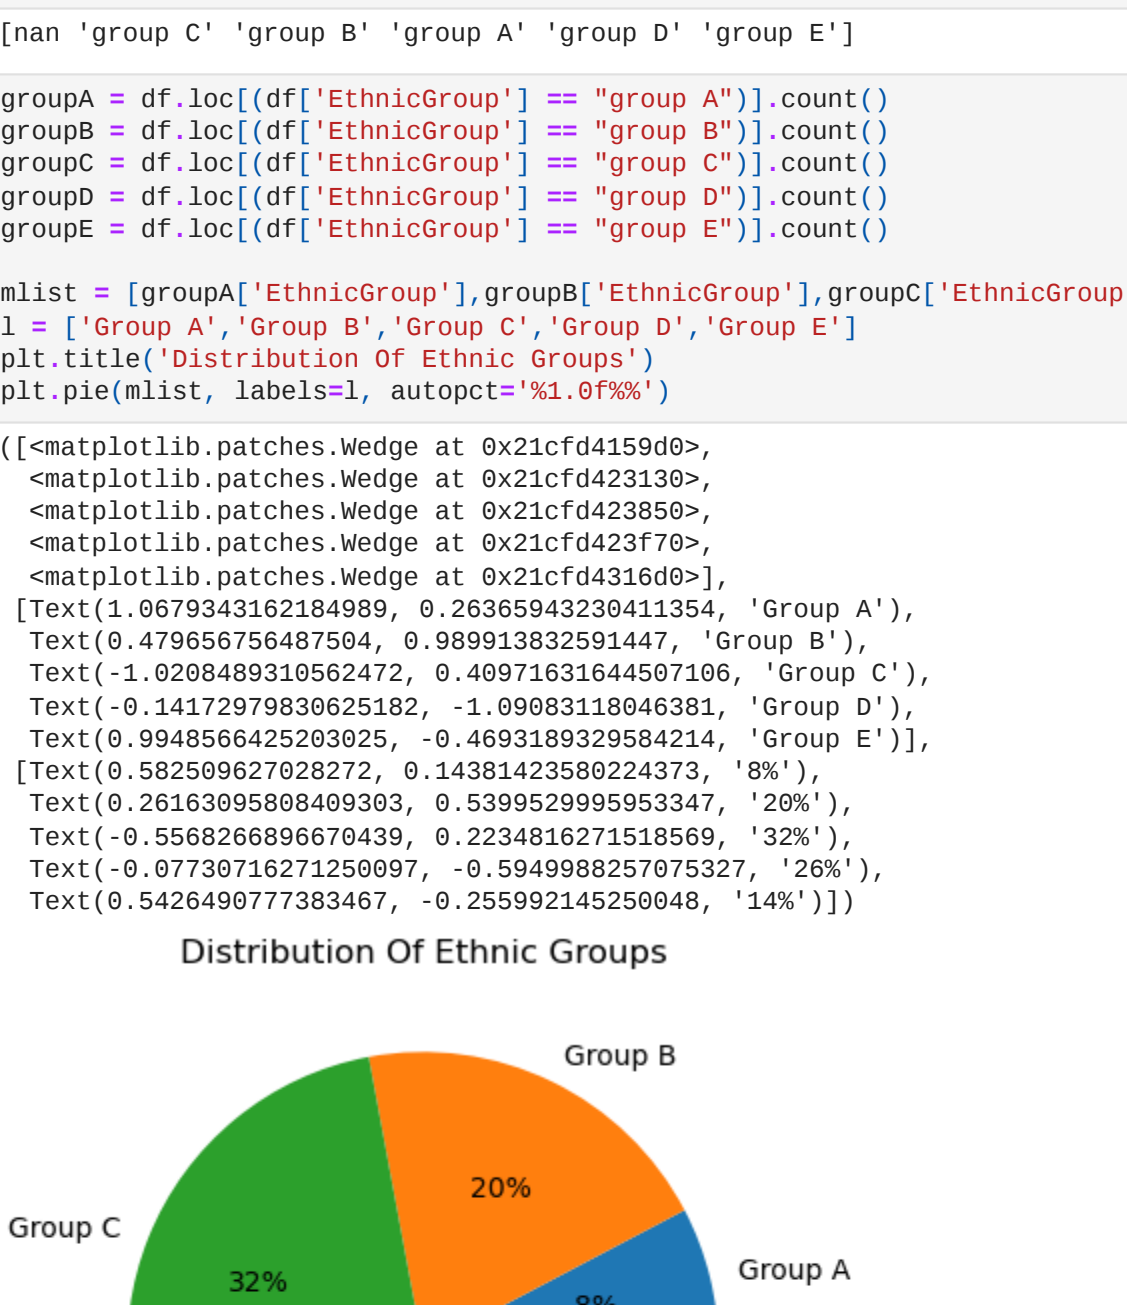 [nan 'group C' 'group B' 'group A' 'group D' 'group E']
groupA = df.loc[(df['EthnicGroup'] == "group A")].count()
groupB = df.loc[(df['EthnicGroup'] == "group B")].count()
groupC = df.loc[(df['EthnicGroup'] == "group C")].count()
groupD = df.loc[(df['EthnicGroup'] == "group D")].count()
groupE = df.loc[(df['EthnicGroup'] == "group E")].count()
mlist = [groupA['EthnicGroup'],groupB['EthnicGroup'],groupC['EthnicGroup
l = ['Group A','Group B','Group C','Group D','Group E']
plt.title('Distribution Of Ethnic Groups')
plt.pie(mlist, labels=l, autopct='%1.0f%%')
([<matplotlib.patches.Wedge at 0x21cfd4159d0>,
<matplotlib.patches.Wedge at 0x21cfd423130>,
<matplotlib.patches.Wedge at 0x21cfd423850>,
<matplotlib.patches.Wedge at 0x21cfd423f70>,
<matplotlib.patches.Wedge at 0x21cfd4316d0>],
[Text(1.0679343162184989, 0.26365943230411354, 'Group A'),
Text(0.479656756487504, 0.989913832591447, 'Group B'),
Text(-1.0208489310562472, 0.40971631644507106, 'Group C'),
Text(-0.14172979830625182, -1.09083118046381, 'Group D'),
Text(0.9948566425203025, -0.4693189329584214, 'Group E')],
[Text(0.582509627028272, 0.14381423580224373, '8%'),
Text(0.26163095808409303, 0.5399529995953347, '20%'),
Text(-0.5568266896670439, 0.2234816271518569, '32%'),
Text(-0.07730716271250097, -0.5949988257075327, '26%'),
Text(0.5426490777383467, -0.255992145250048, '14%')])
Distribution Of Ethnic Groups
Group B
20%
Group C
Group A
32%
8%